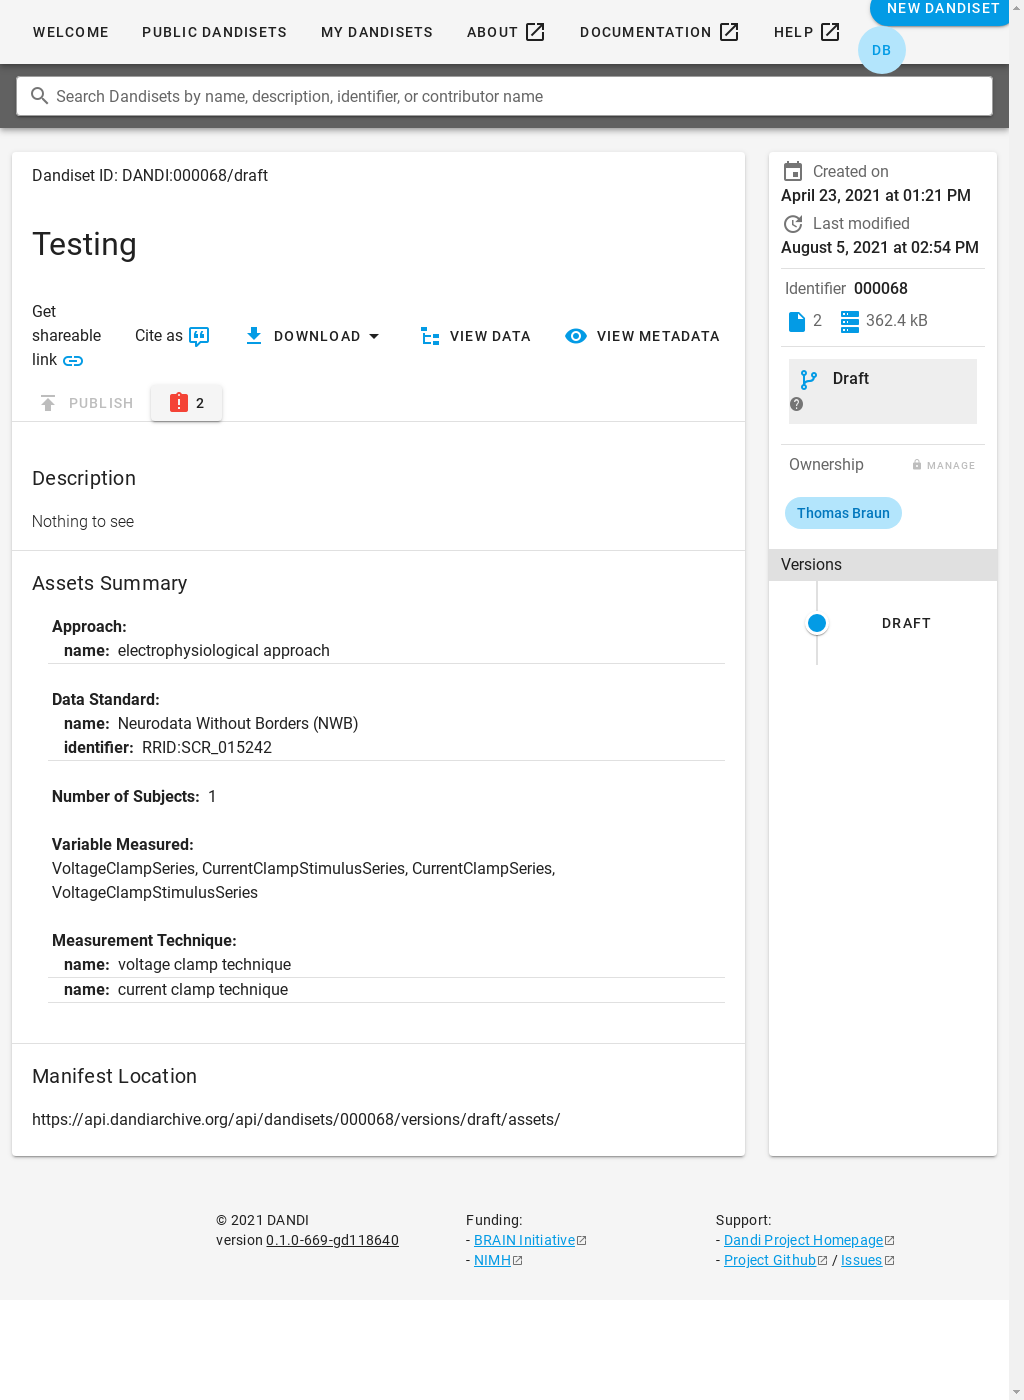 WELCOME PUBLIC DANDISETS MY DANDISETS ABOUT DOCUMENTATION HELP NEW DANDISET
DB
Search Dandisets by name, description, identifier, or contributor name
Dandiset ID: DANDI:000068/draft
Testing
Get
shareable
link
Cite as
DOWNLOAD
VIEW DATA
VIEW METADATA
PUBLISH
2
Description
Nothing to see
Assets Summary
Approach:
name: electrophysiological approach
Data Standard:
name: Neurodata Without Borders (NWB)
identifier: RRID:SCR_015242
Number of Subjects: 1
Variable Measured:
VoltageClampSeries, CurrentClampStimulusSeries, CurrentClampSeries,
VoltageClampStimulusSeries
Measurement Technique:
name: voltage clamp technique
name: current clamp technique
Manifest Location
https://api.dandiarchive.org/api/dandisets/000068/versions/draft/assets/
Created on
April 23, 2021 at 01:21 PM
Last modified
August 5, 2021 at 02:54 PM
Identifier 000068
2 362.4 kB
Draft
Ownership MANAGE
Thomas Braun
Versions
DRAFT
© 2021 DANDI
version 0.1.0-669-gd118640
Funding:
- BRAIN Initiative
- NIMH
Support:
- Dandi Project Homepage
- Project Github / Issues